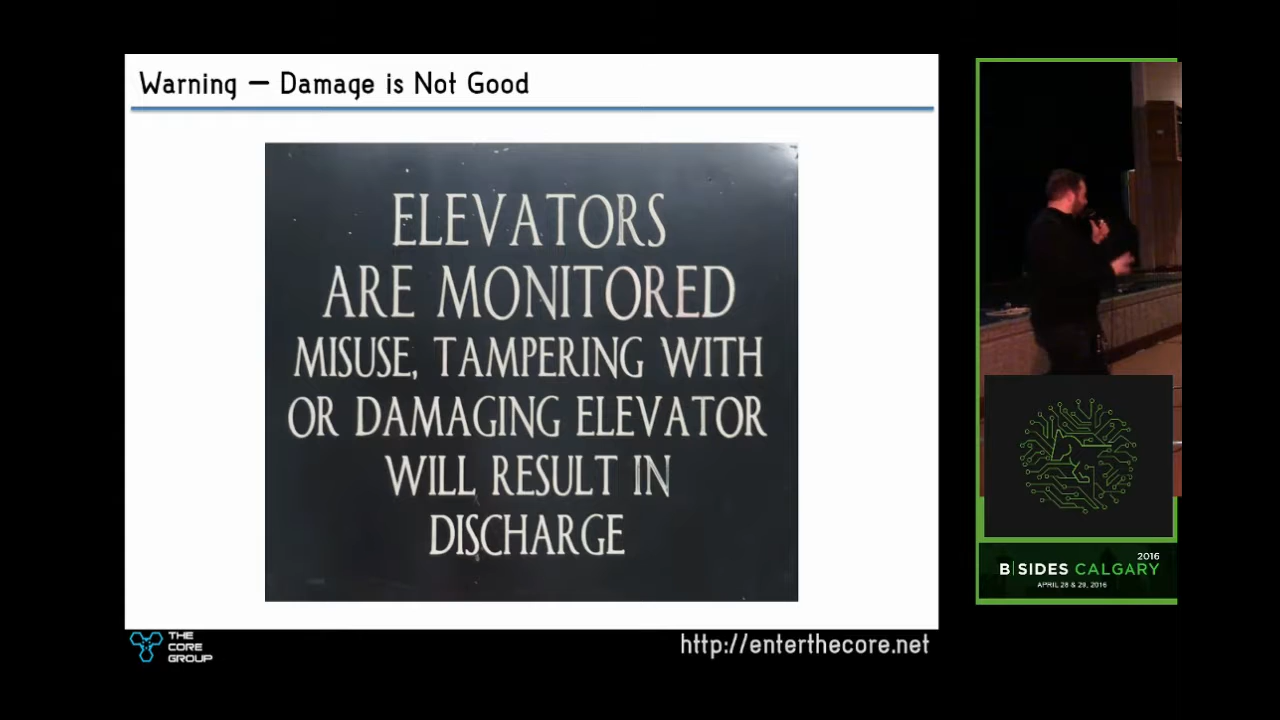 Warning — Damage is Not Good
ELEVATORS
ARE MONITORED
MISUSE, TAMPERING WITH
OR DAMAGING ELEVATOR
WILL RESULT IN
DISCHARGE
THE
CORE
GROUP
http://enterthecore.net
2016
B|SIDES CALGARY
APRIL 28 & 29, 2016